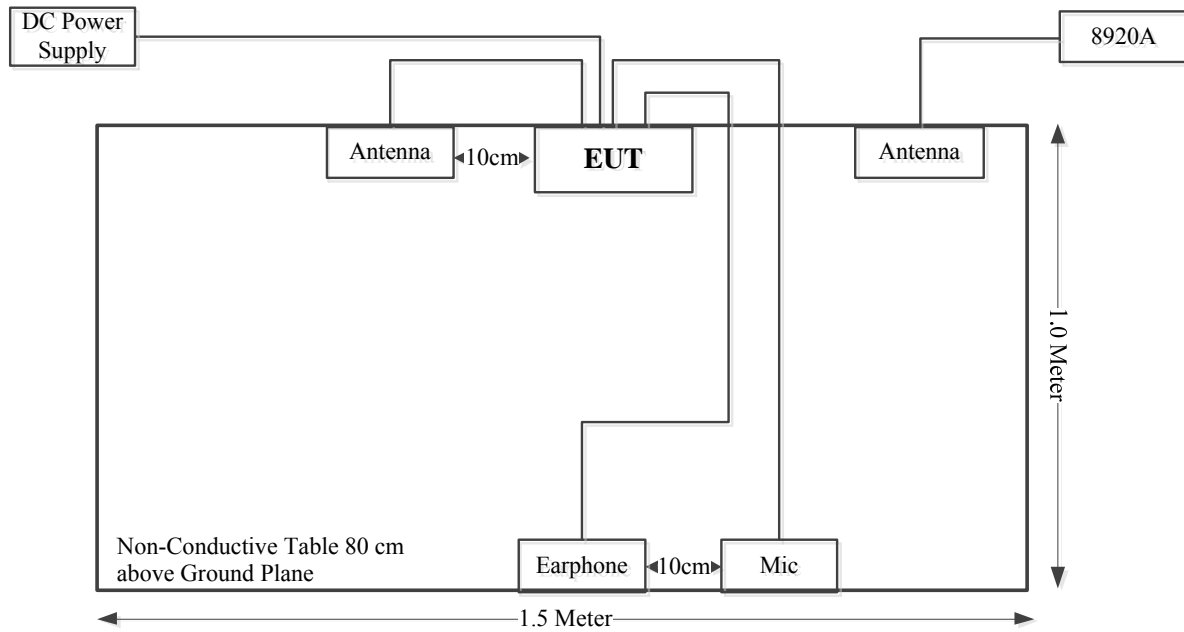 DC Power
Supply
8920A
Antenna
10cm
EUT
Antenna
1.0 Meter
Non-Conductive Table 80 cm
above Ground Plane
Earphone
10cm
Mic
1.5 Meter